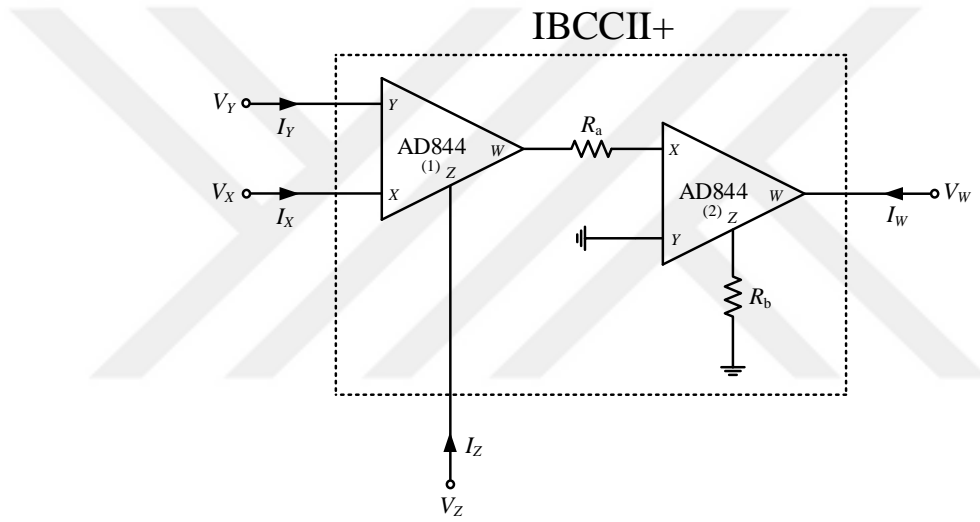 IBCCII+
V_Y
I_Y
V_X
I_X
Y
X
AD844
(1)
Z
W
R_a
X
Y
AD844
(2)
Z
W
R_b
V_W
I_W
I_Z
V_Z